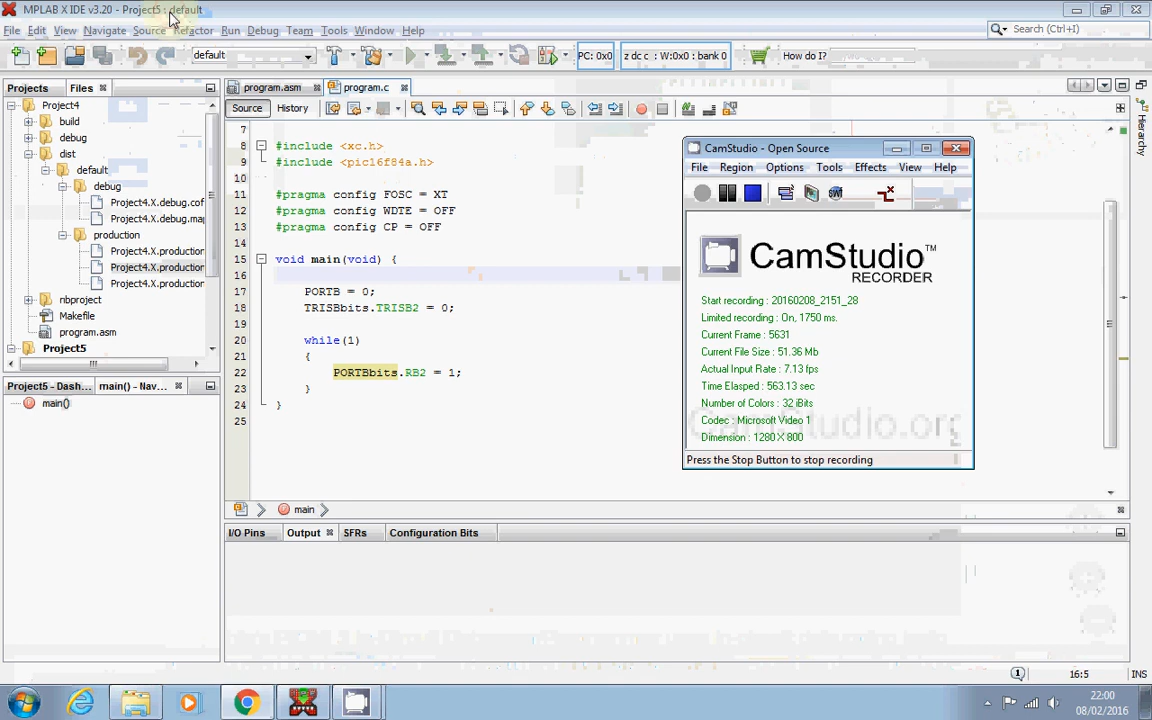 MPLAB X IDE v3.20 - Project5 : default
File Edit View Navigate Source Refactor Run Debug Team Tools Window Help
Search (Ctrl+I)
default
PC: 0x0
z dc c : W:0x0 : bank 0
How do I?
Projects Files
program.asm program.c
Project4
build
debug
dist
default
debug
Project4.X.debug.cof
Project4.X.debug.map
production
Project4.X.production
Project4.X.production
Project4.X.production
nbproject
Makefile
program.asm
Project5
Source History
7
8 #include <xc.h>
9 #include <pic16f84a.h>
10
11 #pragma config FOSC = XT
12 #pragma config WDTE = OFF
13 #pragma config CP = OFF
14
15 void main(void) {
16
17 PORTB = 0;
18 TRISBbits.TRISB2 = 0;
19
20 while(1)
21 {
22 PORTBbits.RB2 = 1;
23 }
24 }
25
CamStudio - Open Source
File Region Options Tools Effects View Help
CamStudio™
RECORDER
Start recording : 20160208_2151_28
Limited recording : On, 1750 ms.
Current Frame : 5631
Current File Size : 51.36 Mb
Actual Input Rate : 7.13 fps
Time Elasped : 563.13 sec
Number of Colors : 32 iBits
Codec : Microsoft Video 1
Dimension : 1280 X 800
CamStudio.org
Press the Stop Button to stop recording
Hierarchy
Project5 - Dash... main() - Nav...
main()
main
I/O Pins Output SFRs Configuration Bits
16:5 INS
22:00
08/02/2016